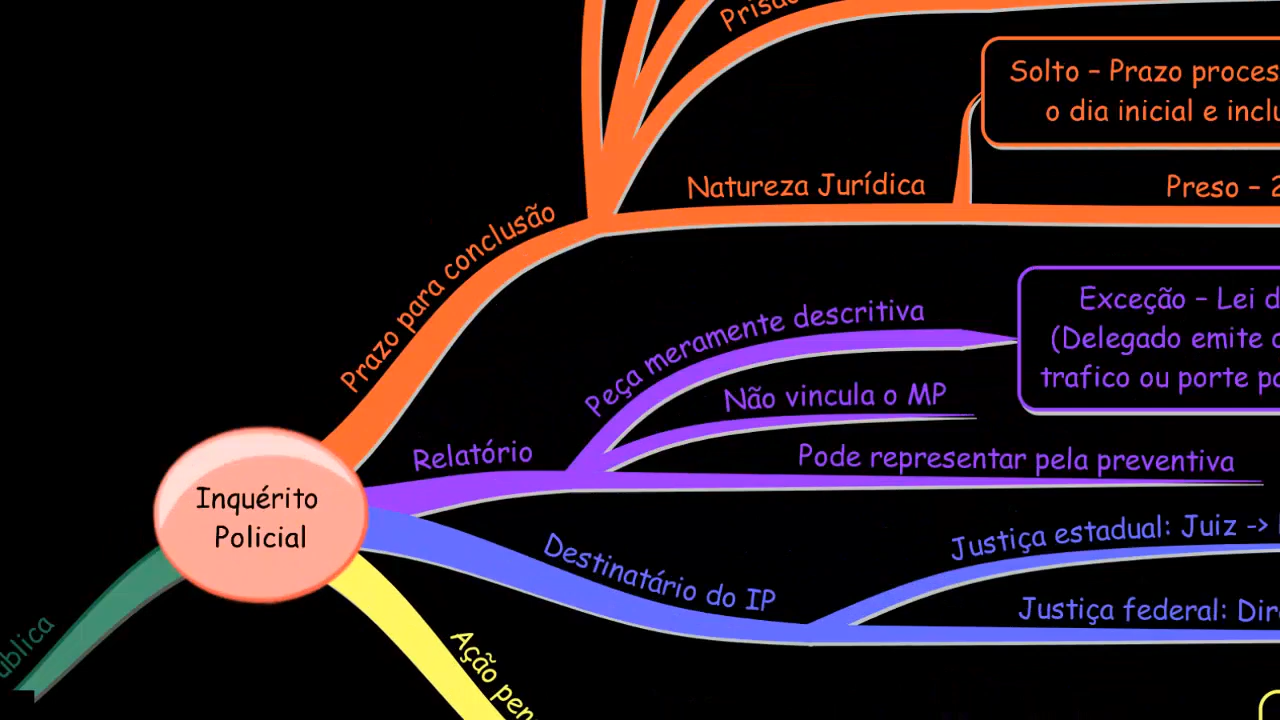 Prisão
Solto – Prazo proces
o dia inicial e inclu
Natureza Jurídica
Preso – 2
Prazo para conclusão
Exceção – Lei d
Peça meramente descritiva
(Delegado emite
trafico ou porte pa
Não vincula o MP
Relatório
Pode representar pela preventiva
Inquérito
Policial
Justiça estadual: Juiz ->
Destinatário do IP
Justiça federal: Dir
ública
Ação pen